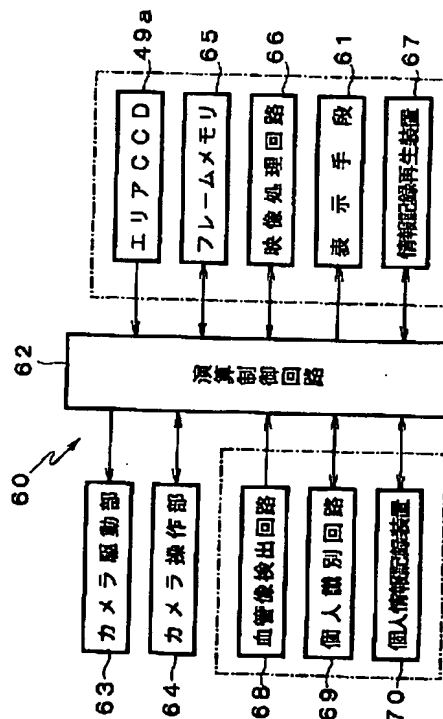 60
62
演算制御回路
カメラ駆動部
63
カメラ操作部
64
血管像検出回路
68
個人識別回路
69
個人情報記録装置
70
エリアCCD
49a
フレームメモリ
65
映像処理回路
66
表示手段
61
情報記録再生装置
67